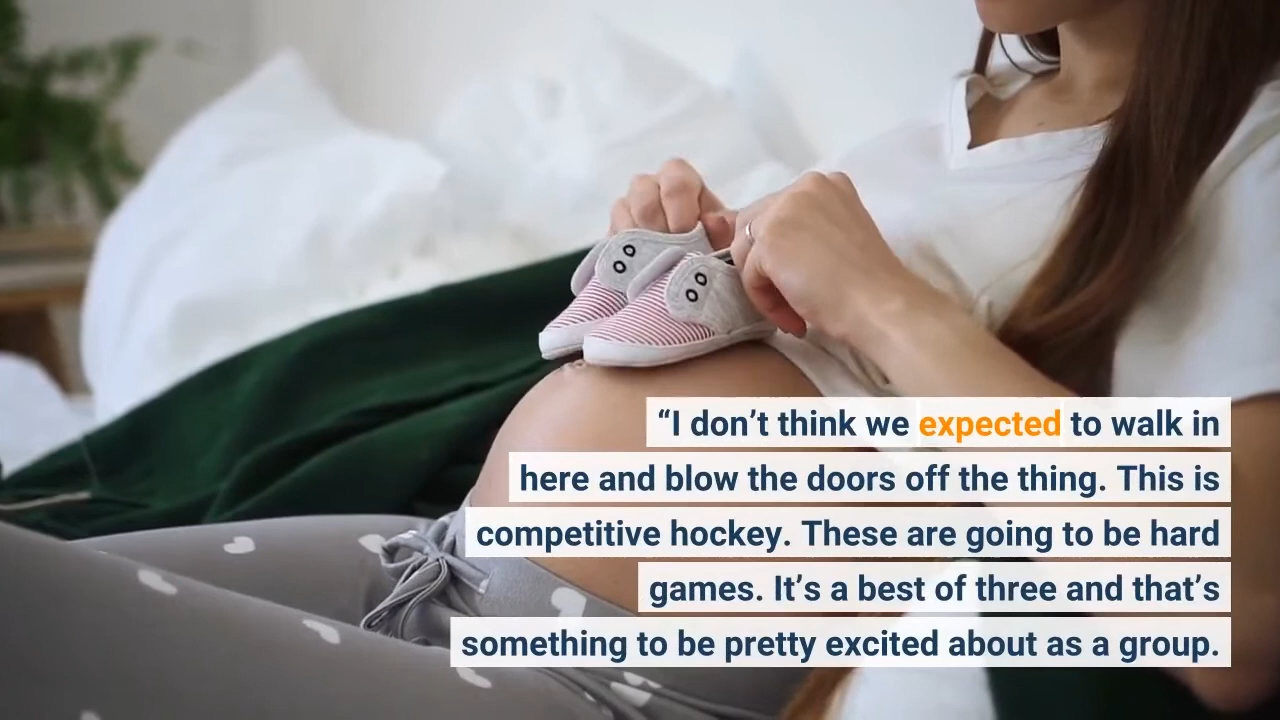 “I don’t think we expected to walk in
here and blow the doors off the thing. This is
competitive hockey. These are going to be hard
games. It’s a best of three and that’s
something to be pretty excited about as a group.